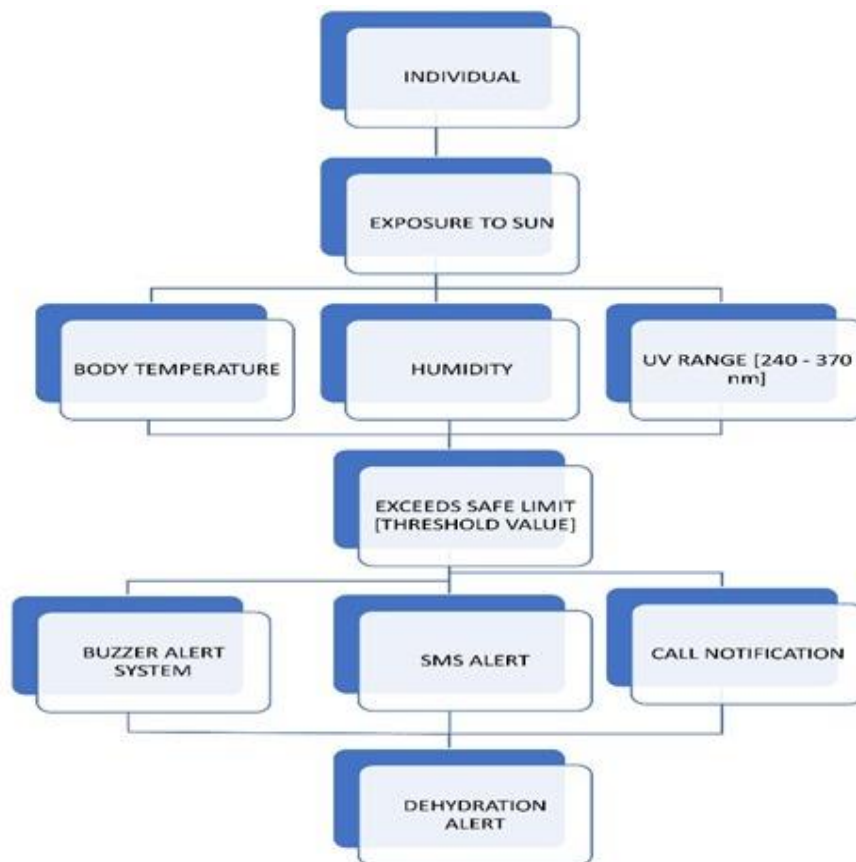 INDIVIDUAL
EXPOSURE TO SUN
BODY TEMPERATURE
HUMIDITY
UV RANGE [240 - 370
nm]
EXCEEDS SAFE LIMIT
[THRESHOLD VALUE]
BUZZER ALERT
SYSTEM
SMS ALERT
CALL NOTIFICATION
DEHYDRATION
ALERT